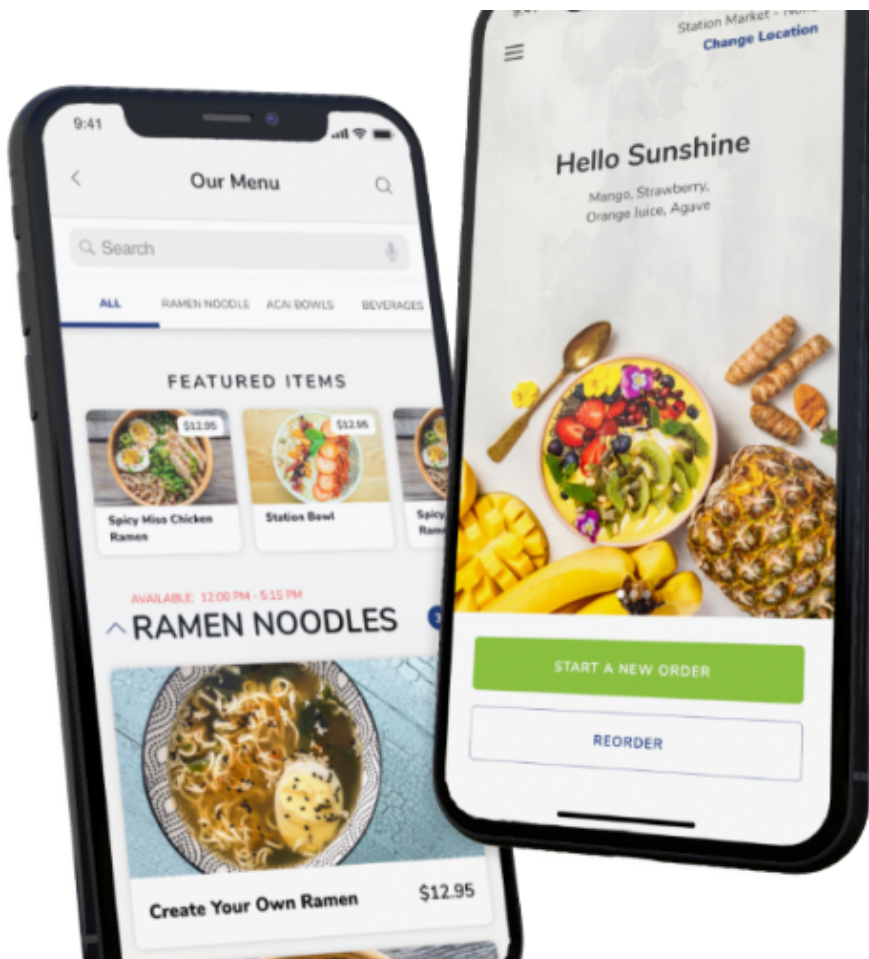 9:41
Our Menu
Search
ALL RAMEN NOODLE ACAI BOWLS BEVERAGES
FEATURED ITEMS
$12.95
$12.95
Spicy Miso Chicken
Ramen
Station Bowl
Spicy
AVAILABLE: 12:00 PM - 5:15 PM
RAMEN NOODLES
Create Your Own Ramen
$12.95
Station Market -
Change Location
Hello Sunshine
Mango, Strawberry,
Orange Juice, Agave
START A NEW ORDER
REORDER